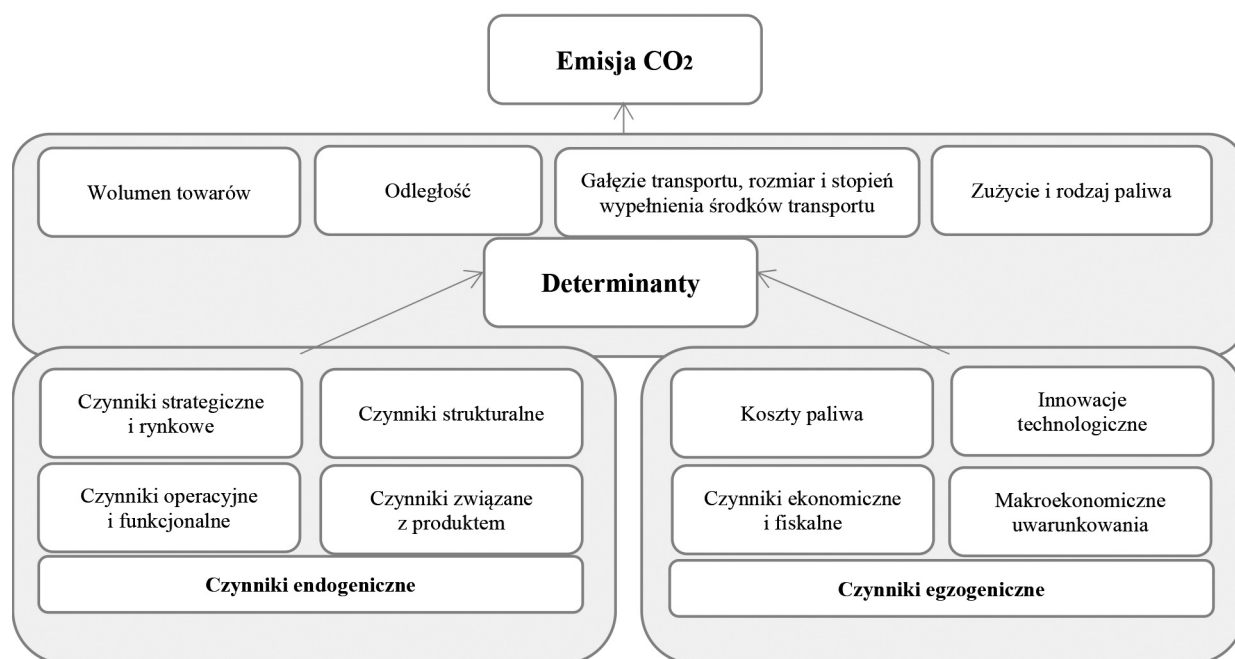 Emisja CO2
Wolumen towarów
Odległość
Gałęzie transportu, rozmiar i stopień
wypełnienia środków transportu
Zużycie i rodzaj paliwa
Determinanty
Czynniki strategiczne
i rynkowe
Czynniki strukturalne
Czynniki operacyjne
i funkcjonalne
Czynniki związane
z produktem
Czynniki endogeniczne
Koszty paliwa
Innowacje
technologiczne
Czynniki ekonomiczne
i fiskalne
Makroekonomiczne
uwarunkowania
Czynniki egzogeniczne